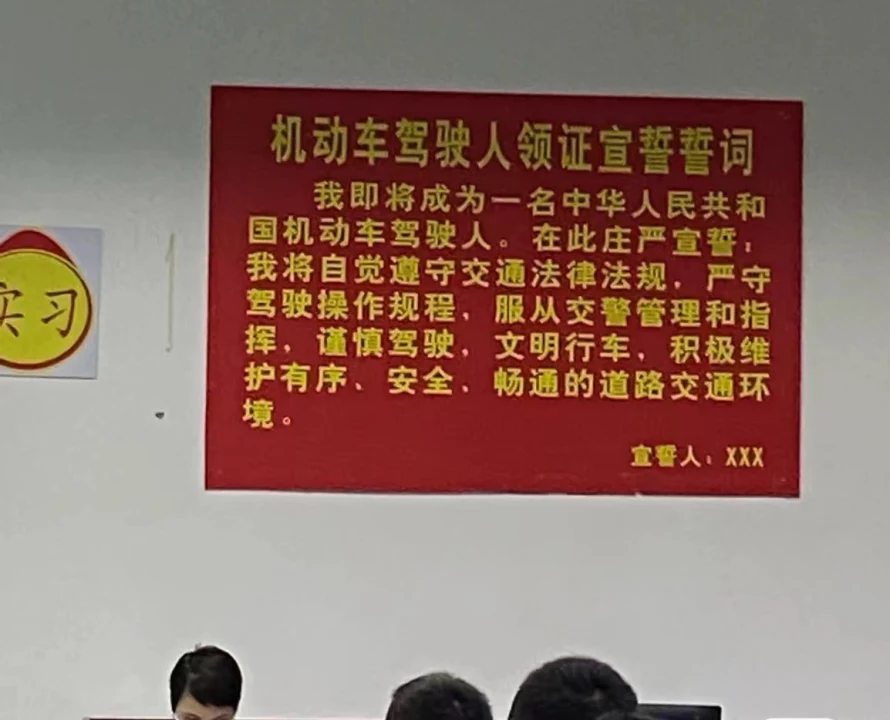 机动车驾驶人领证宣誓誓词
我即将成为一名中华人民共和
国机动车驾驶人。在此庄严宣誓：
我将自觉遵守交通法律法规，严守
驾驶操作规程，服从交警管理和指
挥，谨慎驾驶，文明行车，积极维
护有序、安全、畅通的道路交通环
境。
宣誓人：XXX
实习